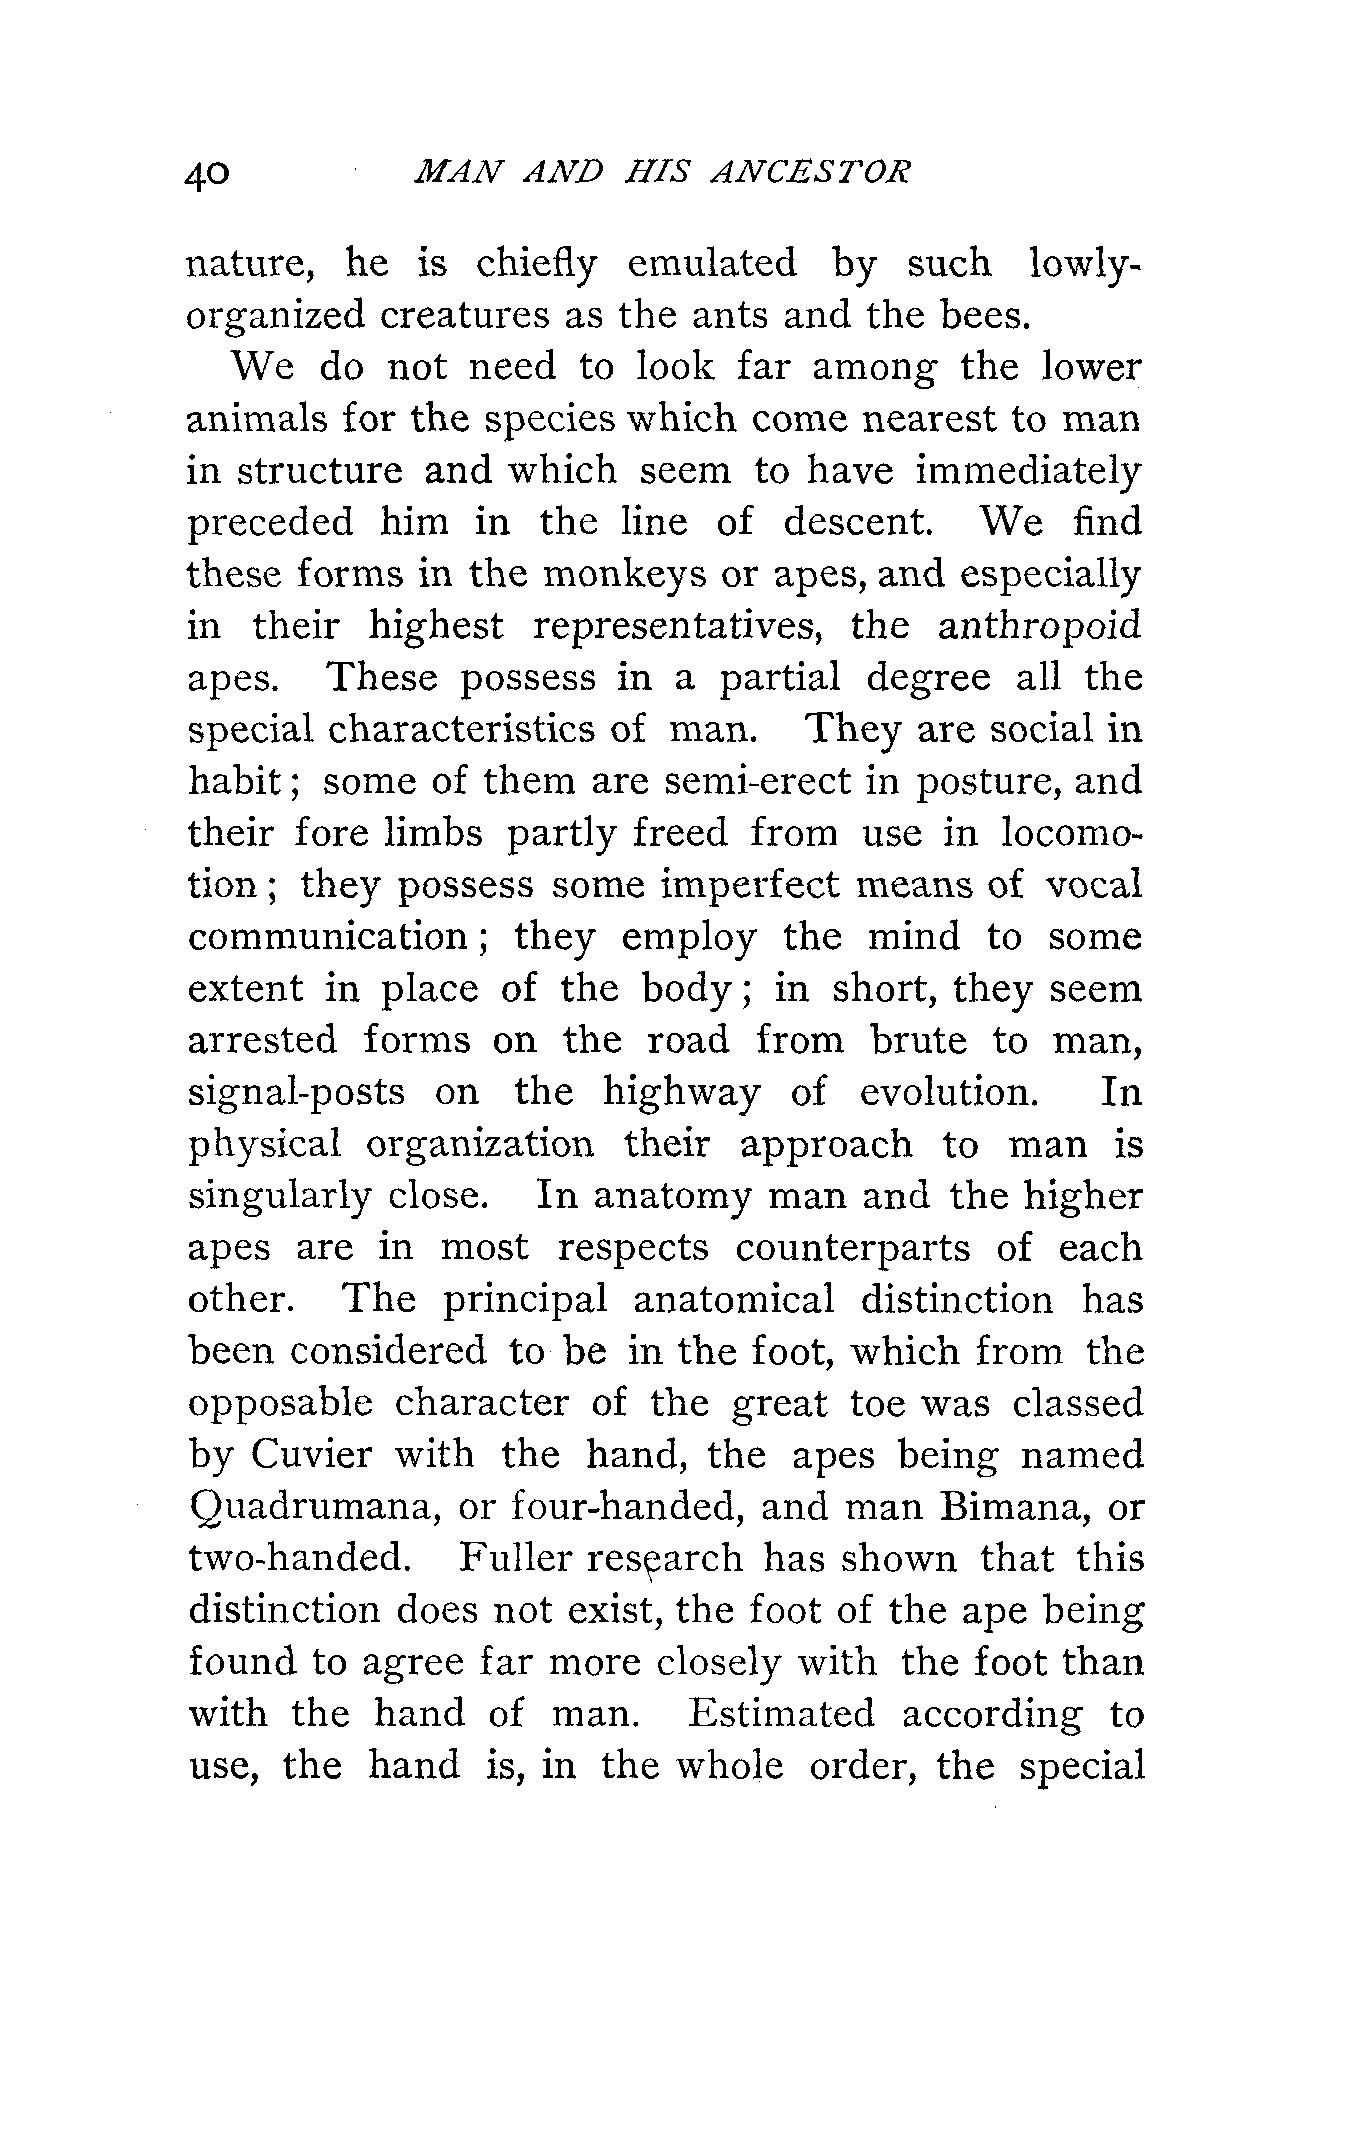 40 MAN AND HIS ANCESTOR
nature, he is chiefly emulated by such lowly-
organized creatures as the ants and the bees.
We do not need to look far among the lower
animals for the species which come nearest to man
in structure and which seem to have immediately
preceded him in the line of descent. We find
these forms in the monkeys or apes, and especially
in their highest representatives, the anthropoid
apes. These possess in a partial degree all the
special characteristics of man. They are social in
habit; some of them are semi-erect in posture, and
their fore limbs partly freed from use in locomo-
tion; they possess some imperfect means of vocal
communication; they employ the mind to some
extent in place of the body; in short, they seem
arrested forms on the road from brute to man,
signal-posts on the highway of evolution. In
physical organization their approach to man is
singularly close. In anatomy man and the higher
apes are in most respects counterparts of each
other. The principal anatomical distinction has
been considered to be in the foot, which from the
opposable character of the great toe was classed
by Cuvier with the hand, the apes being named
Quadrumana, or four-handed, and man Bimana, or
two-handed. Fuller research has shown that this
distinction does not exist, the foot of the ape being
found to agree far more closely with the foot than
with the hand of man. Estimated according to
use, the hand is, in the whole order, the special